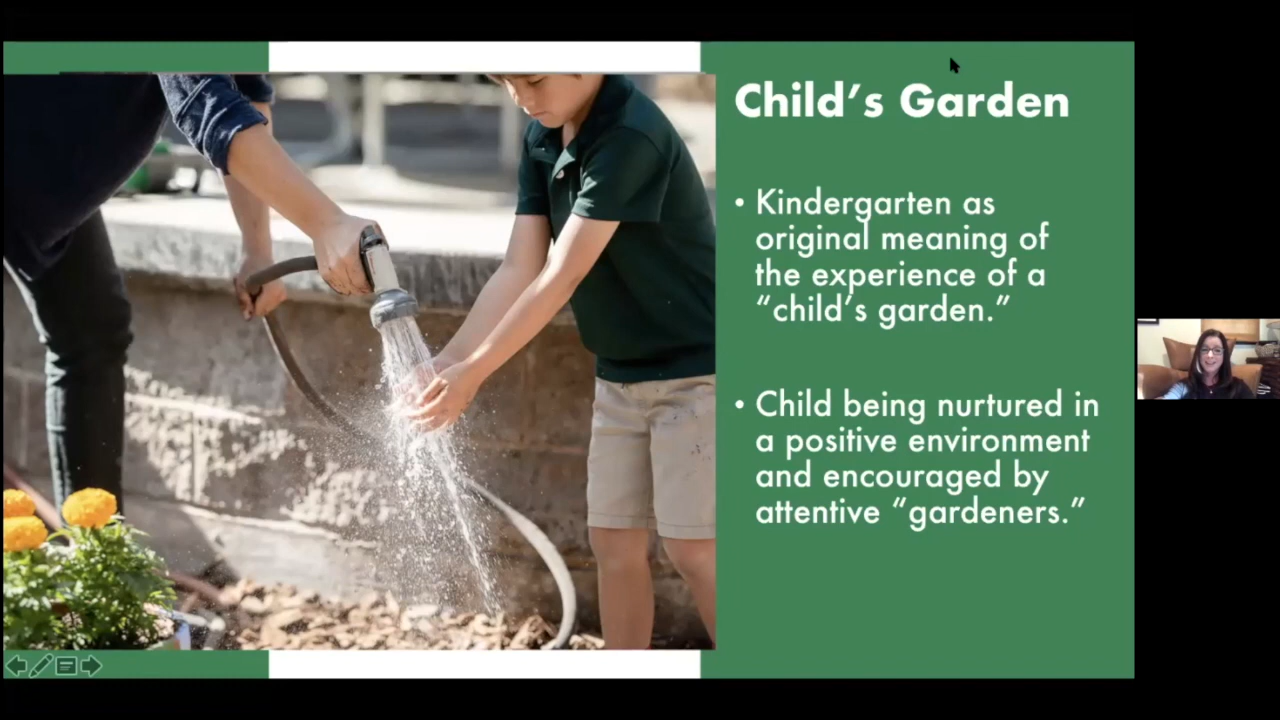 Child’s Garden
• Kindergarten as
original meaning of
the experience of a
“child’s garden.”
• Child being nurtured in
a positive environment
and encouraged by
attentive “gardeners.”